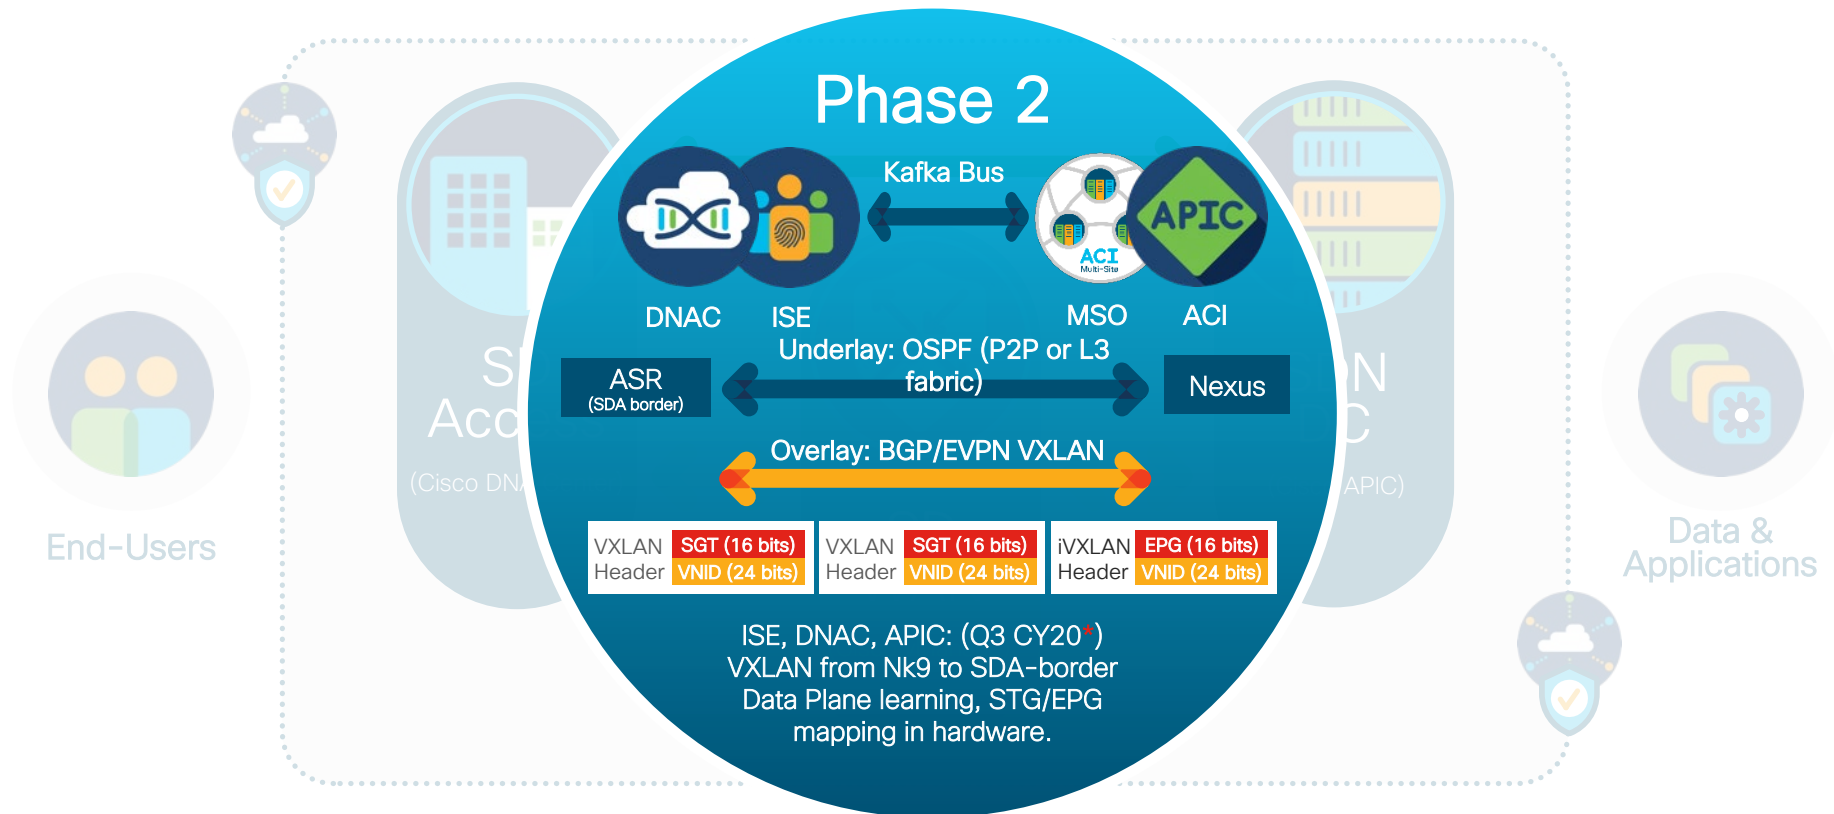 Phase 2
Kafka Bus
APIC
ACI
Multi-Site
DNAC
ISE
MSO
ACI
Underlay: OSPF (P2P or L3
fabric)
ASR
(SDA border)
Nexus
Overlay: BGP/EVPN VXLAN
VXLAN
Header
SGT (16 bits)
VNID (24 bits)
VXLAN
Header
SGT (16 bits)
VNID (24 bits)
iVXLAN
Header
EPG (16 bits)
VNID (24 bits)
ISE, DNAC, APIC: (Q3 CY20*)
VXLAN from Nk9 to SDA-border
Data Plane learning, STG/EPG
mapping in hardware.
End-Users
(Cisco DNA
APIC)
Data &
Applications